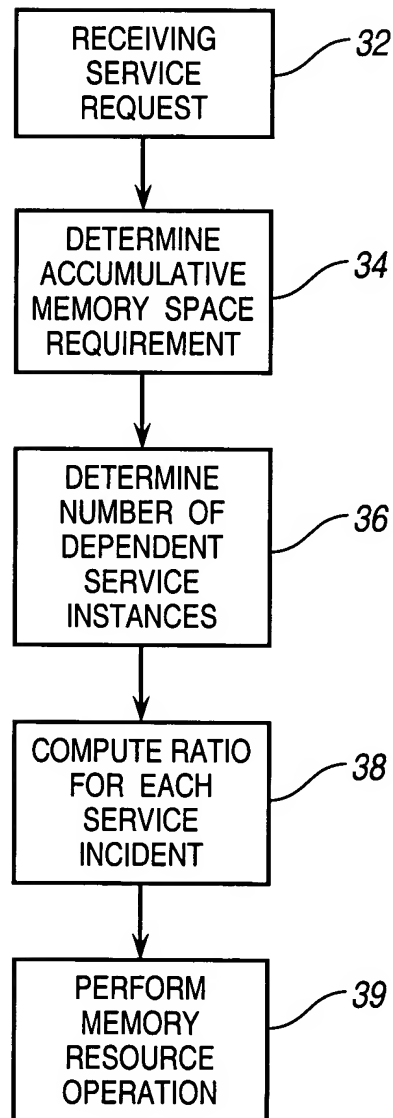 RECEIVING
SERVICE
REQUEST
32
DETERMINE
ACCUMULATIVE
MEMORY SPACE
REQUIREMENT
34
DETERMINE
NUMBER OF
DEPENDENT
SERVICE
INSTANCES
36
COMPUTE RATIO
FOR EACH
SERVICE
INCIDENT
38
PERFORM
MEMORY
RESOURCE
OPERATION
39